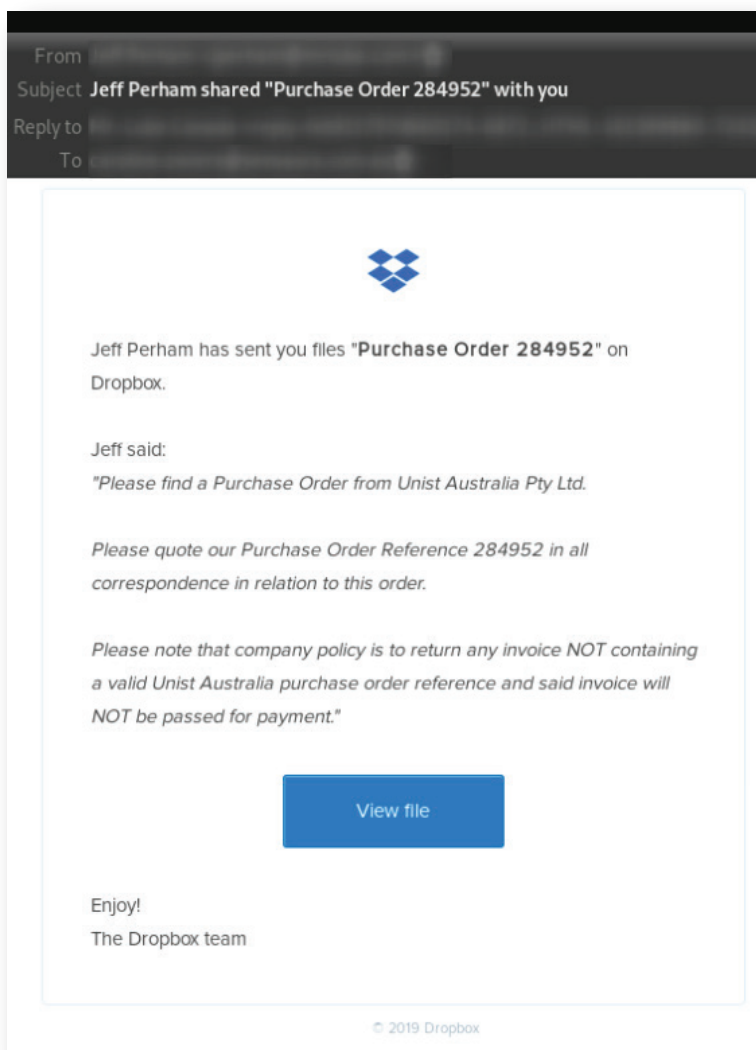 From
Subject Jeff Perham shared "Purchase Order 284952" with you
Reply to
To
Jeff Perham has sent you files "Purchase Order 284952" on
Dropbox.
Jeff said:
"Please find a Purchase Order from Unist Australia Pty Ltd.
Please quote our Purchase Order Reference 284952 in all
correspondence in relation to this order.
Please note that company policy is to return any invoice NOT containing
a valid Unist Australia purchase order reference and said invoice will
NOT be passed for payment."
View file
Enjoy!
The Dropbox team
© 2019 Dropbox